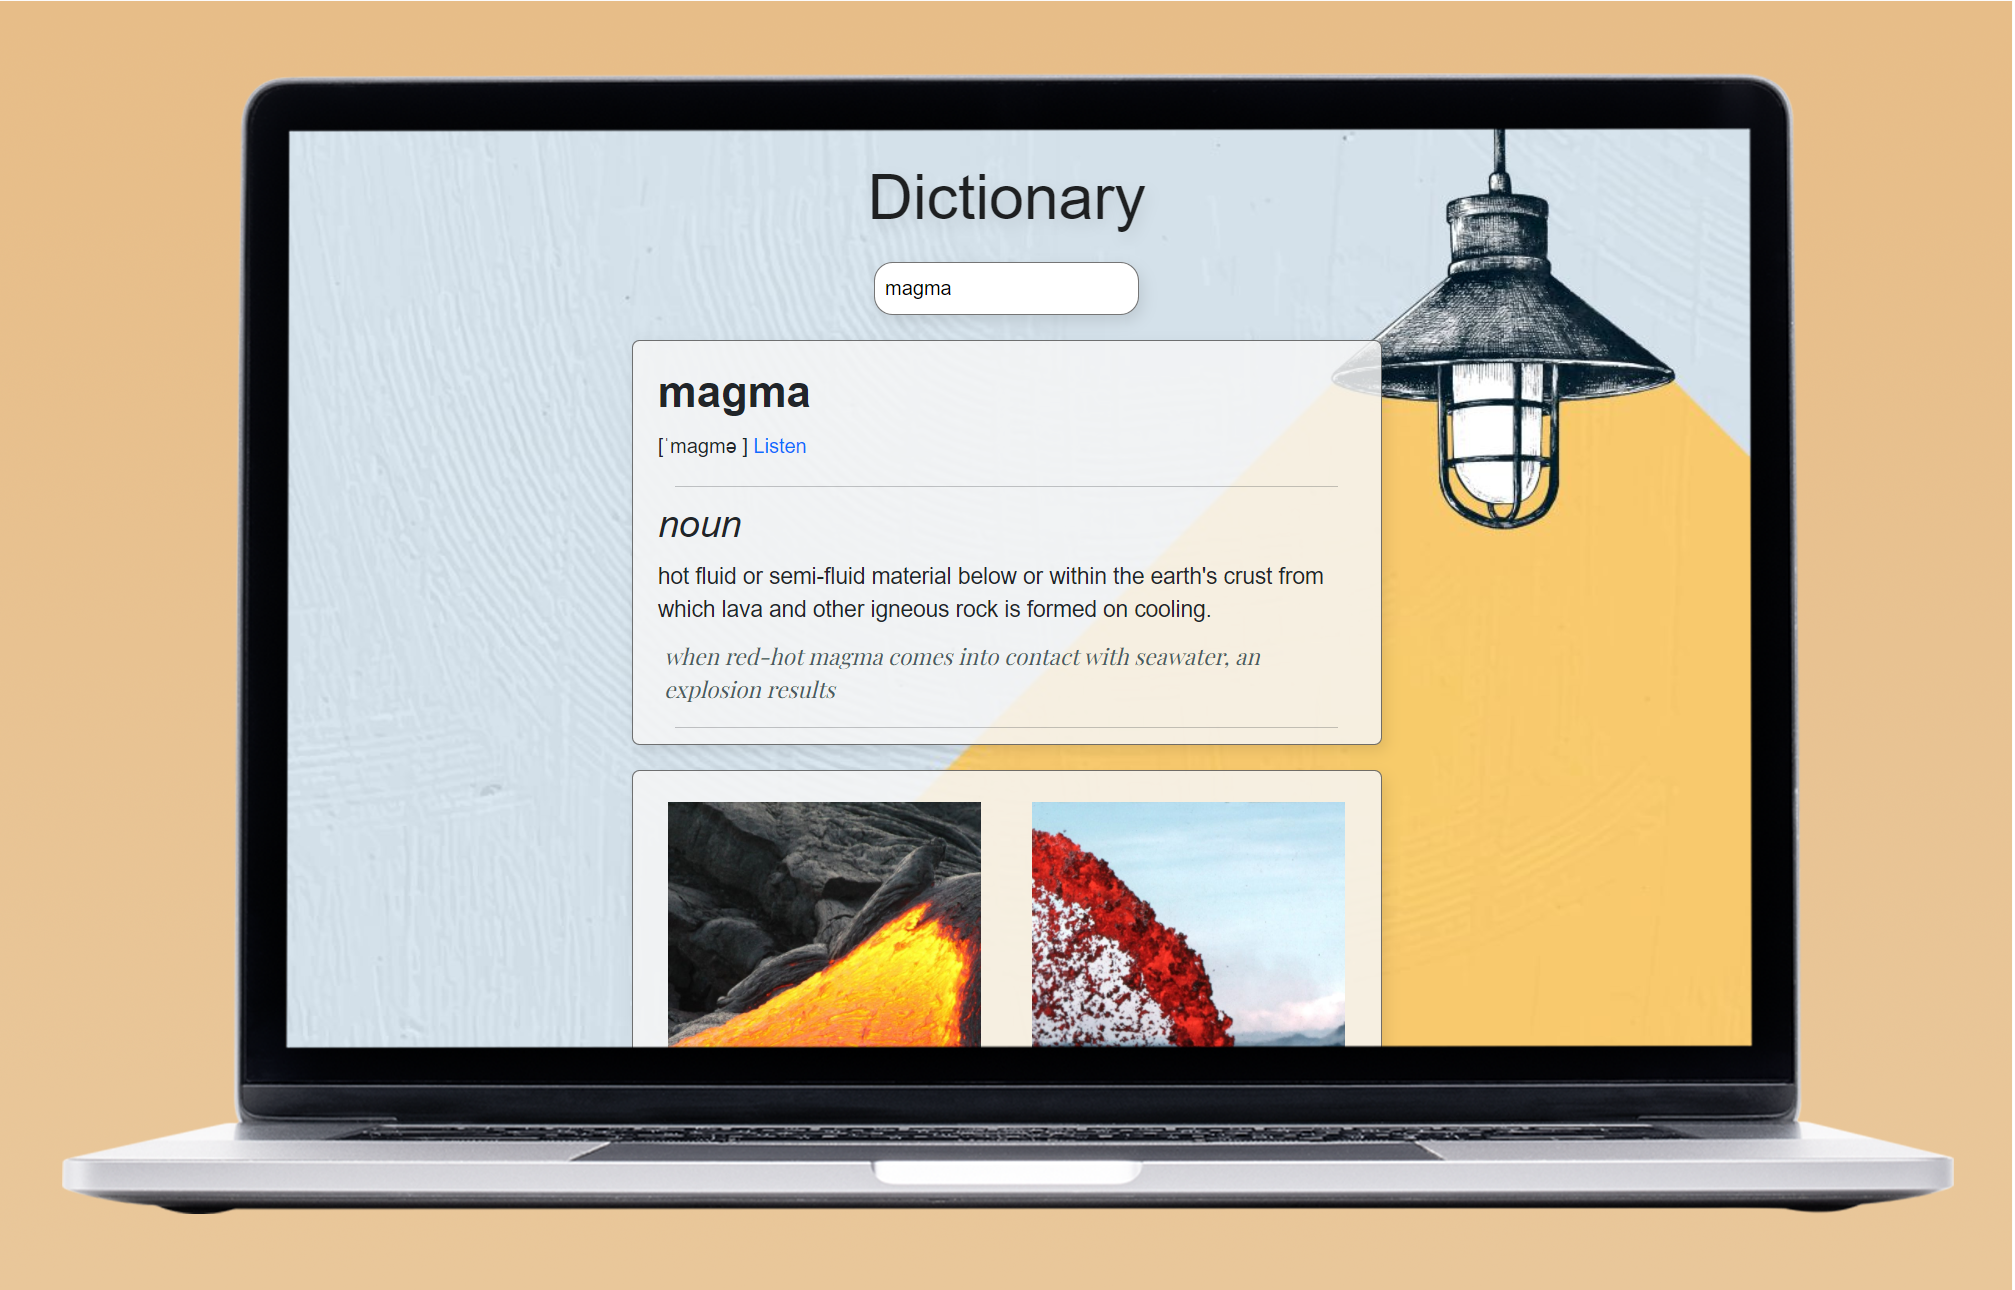 Dictionary
magma
magma
[ˈmagmə ] Listen
noun
hot fluid or semi-fluid material below or within the earth's crust from
which lava and other igneous rock is formed on cooling.
when red-hot magma comes into contact with seawater, an
explosion results